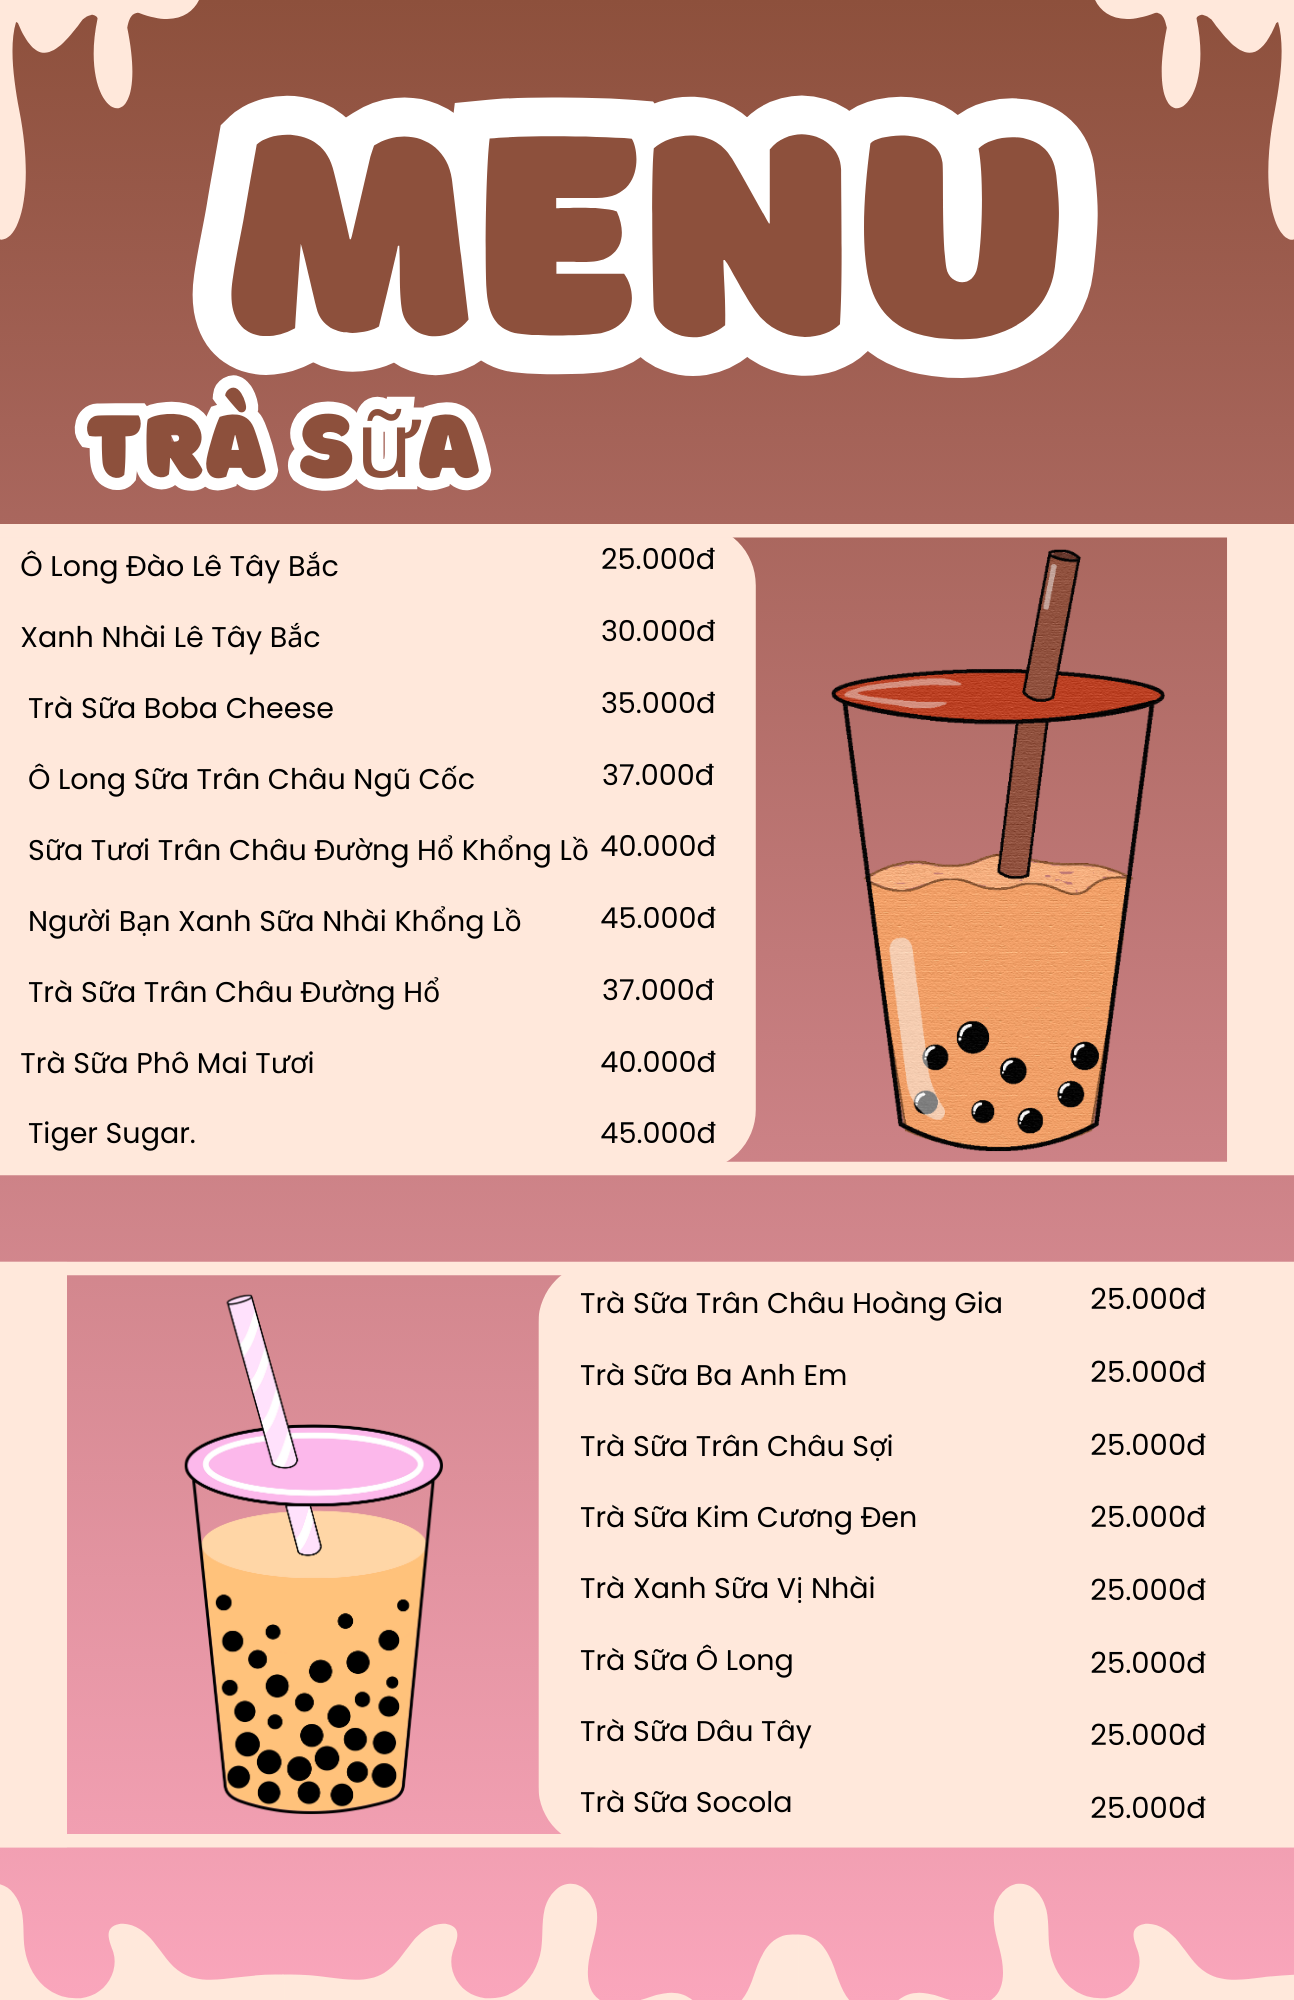 MENU
TRÀ SữA
Ô Long Đào Lê Tây Bắc 25.000đ
Xanh Nhài Lê Tây Bắc 30.000đ
Trà Sữa Boba Cheese 35.000đ
Ô Long Sữa Trân Châu Ngũ Cốc 37.000đ
Sữa Tươi Trân Châu Đường Hổ Khổng Lồ 40.000đ
Người Bạn Xanh Sữa Nhài Khổng Lồ 45.000đ
Trà Sữa Trân Châu Đường Hổ 37.000đ
Trà Sữa Phô Mai Tươi 40.000đ
Tiger Sugar. 45.000đ
Trà Sữa Trân Châu Hoàng Gia 25.000đ
Trà Sữa Ba Anh Em 25.000đ
Trà Sữa Trân Châu Sợi 25.000đ
Trà Sữa Kim Cương Đen 25.000đ
Trà Xanh Sữa Vị Nhài 25.000đ
Trà Sữa Ô Long 25.000đ
Trà Sữa Dâu Tây 25.000đ
Trà Sữa Socola 25.000đ